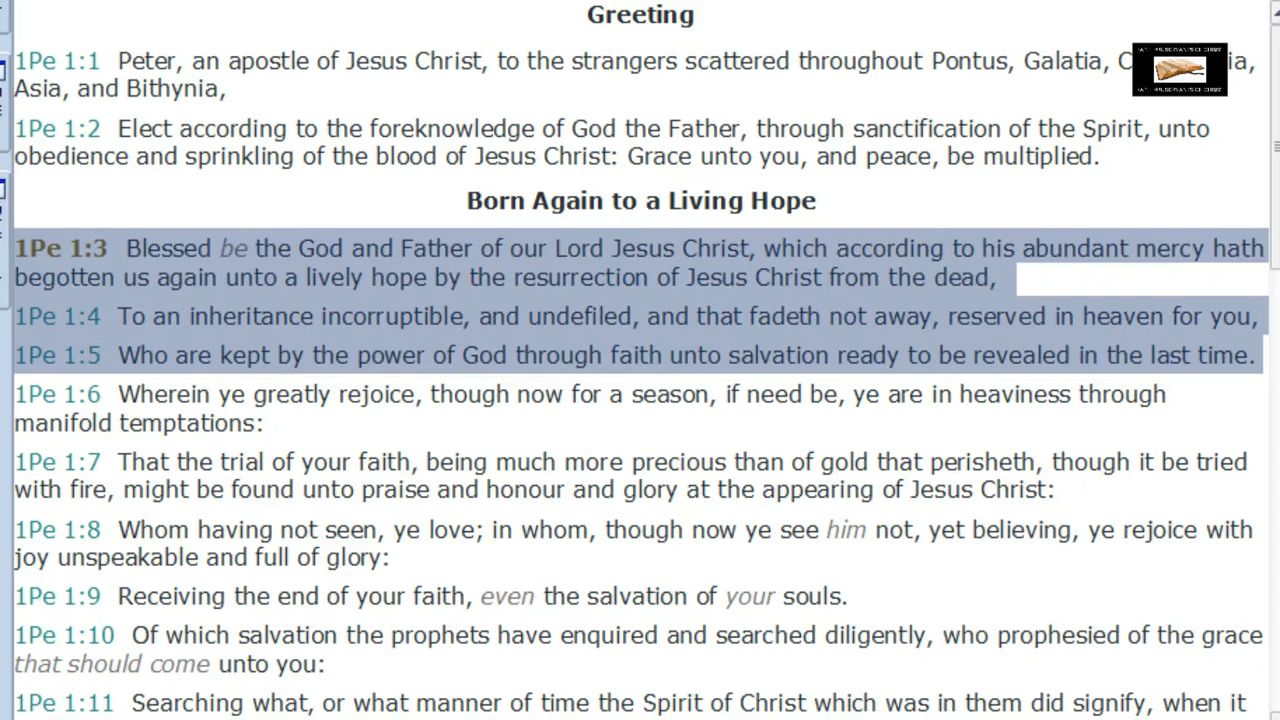 Greeting
1Pe 1:1 Peter, an apostle of Jesus Christ, to the strangers scattered throughout Pontus, Galatia,
Asia, and Bithynia,
1Pe 1:2 Elect according to the foreknowledge of God the Father, through sanctification of the Spirit, unto
obedience and sprinkling of the blood of Jesus Christ: Grace unto you, and peace, be multiplied.
Born Again to a Living Hope
1Pe 1:3 Blessed be the God and Father of our Lord Jesus Christ, which according to his abundant mercy hath
begotten us again unto a lively hope by the resurrection of Jesus Christ from the dead,
1Pe 1:4 To an inheritance incorruptible, and undefiled, and that fadeth not away, reserved in heaven for you,
1Pe 1:5 Who are kept by the power of God through faith unto salvation ready to be revealed in the last time.
1Pe 1:6 Wherein ye greatly rejoice, though now for a season, if need be, ye are in heaviness through
manifold temptations:
1Pe 1:7 That the trial of your faith, being much more precious than of gold that perisheth, though it be tried
with fire, might be found unto praise and honour and glory at the appearing of Jesus Christ:
1Pe 1:8 Whom having not seen, ye love; in whom, though now ye see him not, yet believing, ye rejoice with
joy unspeakable and full of glory:
1Pe 1:9 Receiving the end of your faith, even the salvation of your souls.
1Pe 1:10 Of which salvation the prophets have enquired and searched diligently, who prophesied of the grace
that should come unto you:
1Pe 1:11 Searching what, or what manner of time the Spirit of Christ which was in them did signify, when it